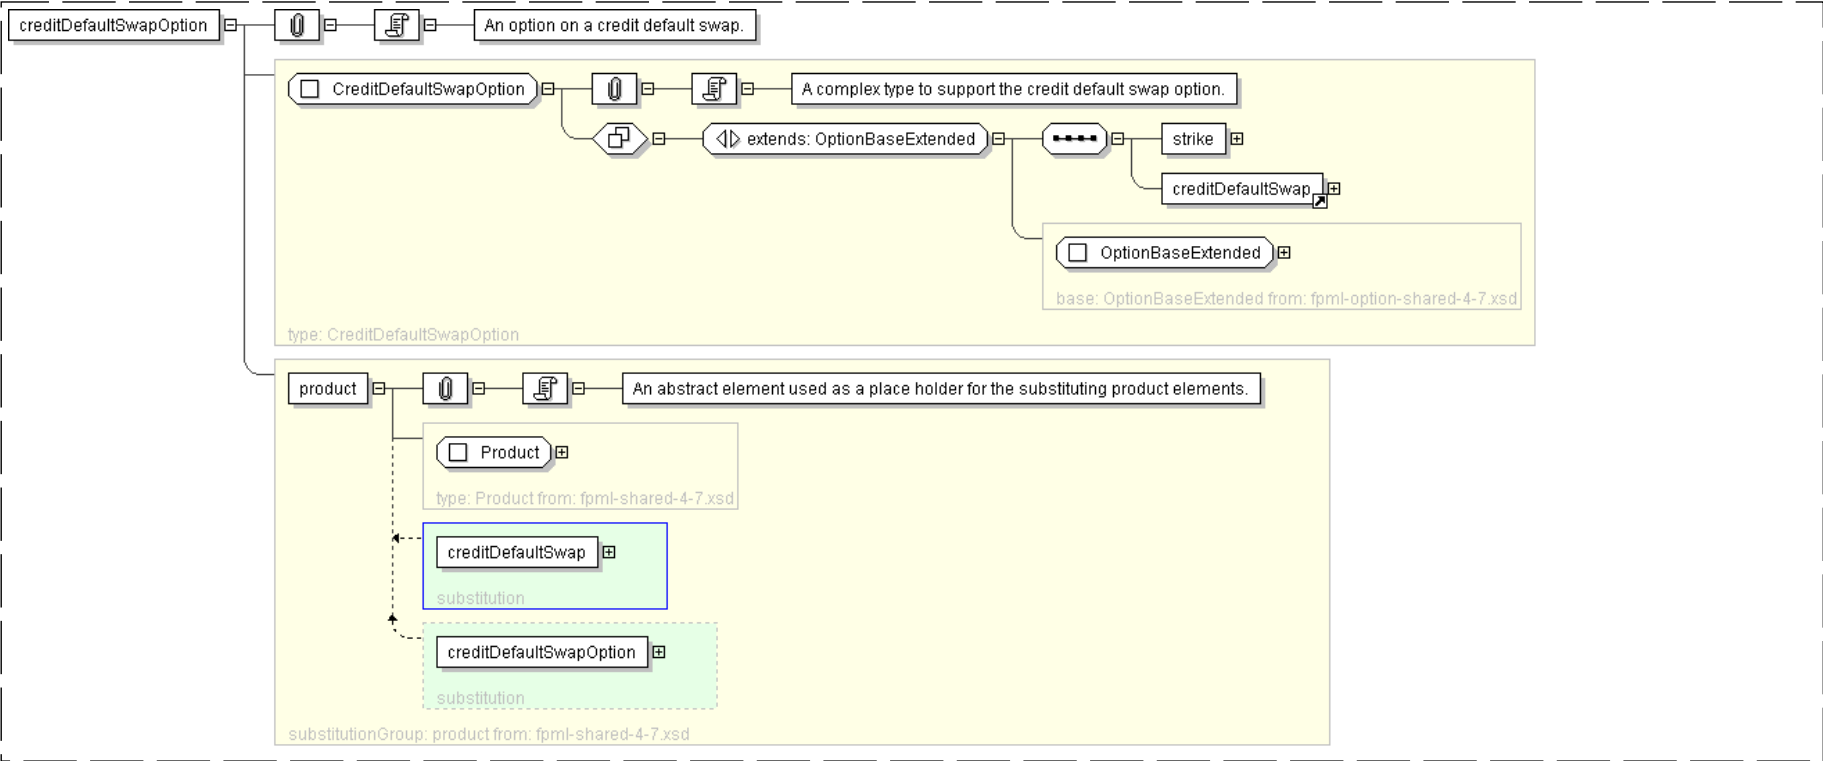 creditDefaultSwapOption
An option on a credit default swap.
CreditDefaultSwapOption
A complex type to support the credit default swap option.
extends: OptionBaseExtended
strike
creditDefaultSwap
OptionBaseExtended
base: OptionBaseExtended from: fpml-option-shared-4-7.xsd
type: CreditDefaultSwapOption
product
An abstract element used as a place holder for the substituting product elements.
Product
type: Product from: fpml-shared-4-7.xsd
creditDefaultSwap
substitution
creditDefaultSwapOption
substitution
substitutionGroup: product from: fpml-shared-4-7.xsd